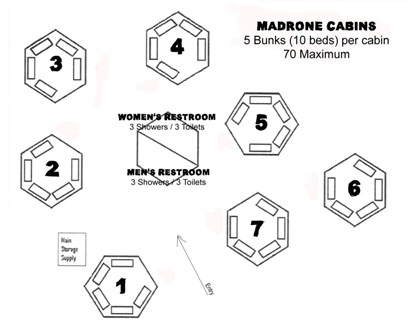 MADRONE CABINS
5 Bunks (10 beds) per cabin
70 Maximum
3
4
WOMEN'S RESTROOM
3 Showers / 3 Toilets
5
MEN'S RESTROOM
3 Showers / 3 Toilets
2
6
7
Main
Storage
Supply
1
Entry